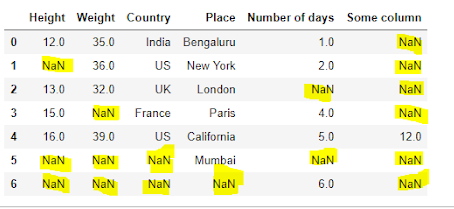 Height Weight Country Place Number of days Some column
0 12.0 35.0 India Bengaluru 1.0 NaN
1 NaN 36.0 US New York 2.0 NaN
2 13.0 32.0 UK London NaN NaN
3 15.0 NaN France Paris 4.0 NaN
4 16.0 39.0 US California 5.0 12.0
5 NaN NaN NaN Mumbai NaN NaN
6 NaN NaN NaN NaN 6.0 NaN